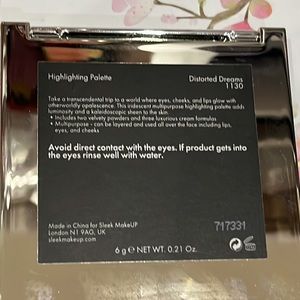 Highlighting Palette
Distorted Dreams
1130
Take a transcendental trip to a world where eyes, cheeks, and lips glow with
otherworldly opalescence. This iridescent multipurpose highlighting palette adds
luminosity and a kaleidoscopic sheen to the skin.
• Includes two velvety powders and three luxurious cream formulas
• Multipurpose - can be layered and used all over the face including lips,
eyes, and cheeks
Avoid direct contact with the eyes. If product gets into
the eyes rinse well with water.
Made in China for Sleek MakeUP
London N1 9AG, UK
sleekmakeup.com
717331
6 g ℮ NET WT. 0.21 Oz.